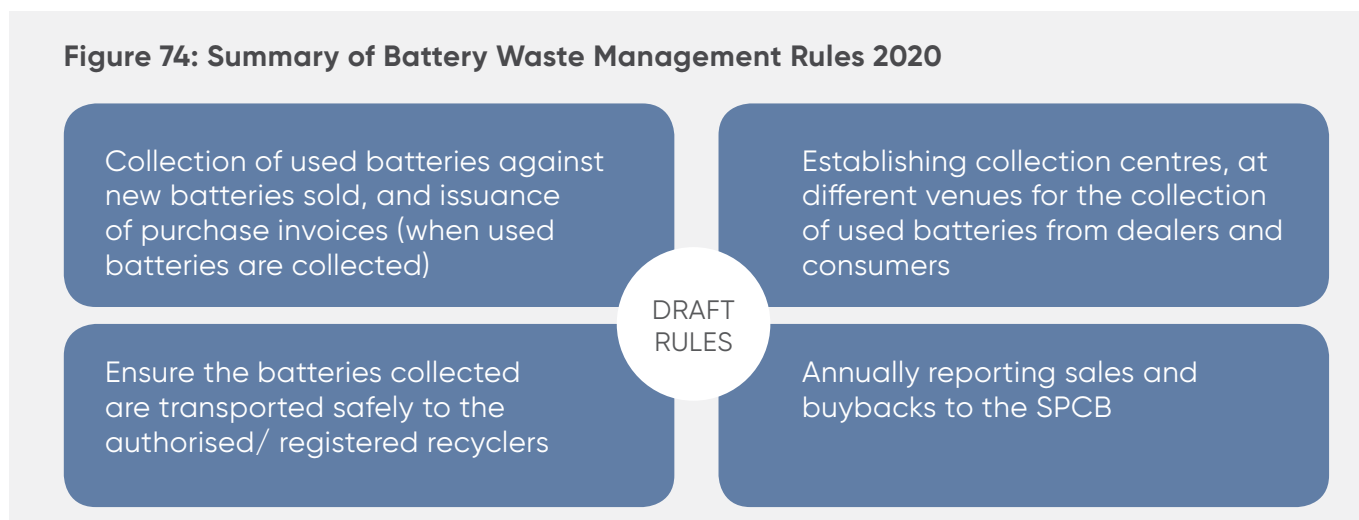 Figure 74: Summary of Battery Waste Management Rules 2020
Collection of used batteries against
new batteries sold, and issuance
of purchase invoices (when used
batteries are collected)
Establishing collection centres, at
different venues for the collection
of used batteries from dealers and
consumers
DRAFT
RULES
Ensure the batteries collected
are transported safely to the
authorised/ registered recyclers
Annually reporting sales and
buybacks to the SPCB